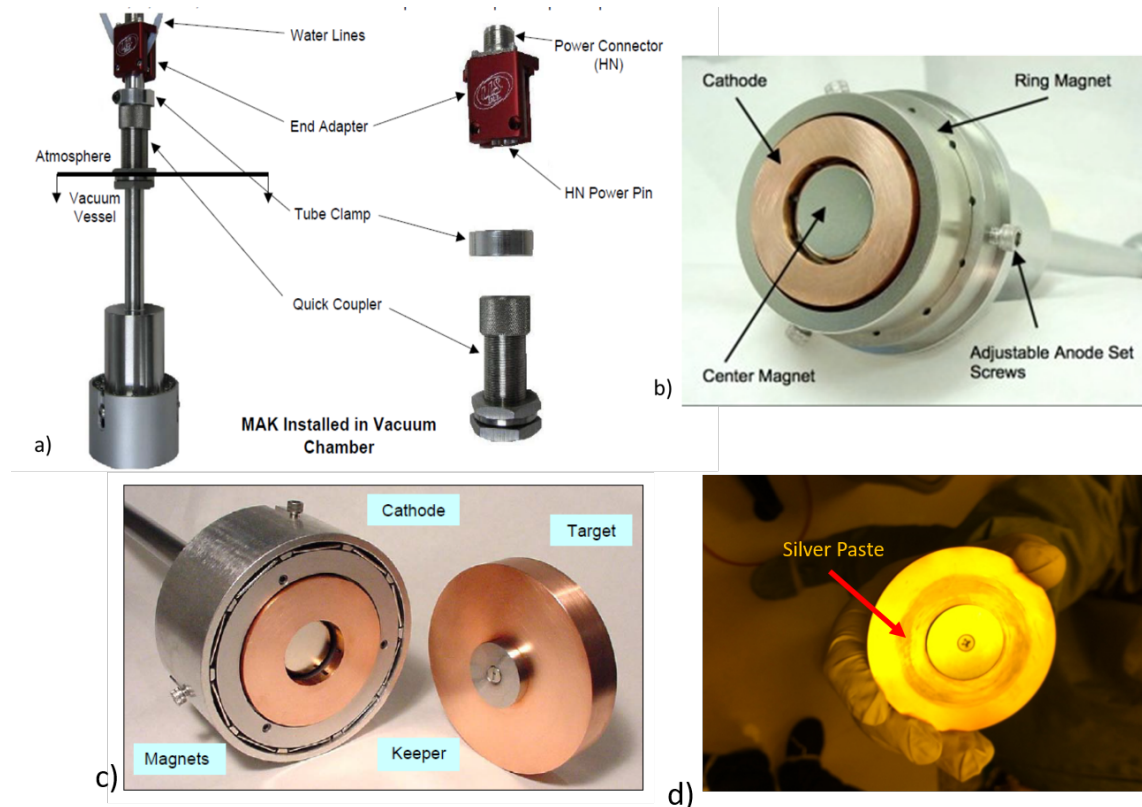 Water Lines
Power Connector
(HN)
End Adapter
Atmosphere
HN Power Pin
Vacuum
Vessel
Tube Clamp
Quick Coupler
MAK Installed in Vacuum
Chamber
a)
Cathode
Ring Magnet
Center Magnet
Adjustable Anode Set
Screws
b)
Cathode
Target
Magnets
Keeper
c)
Silver Paste
d)